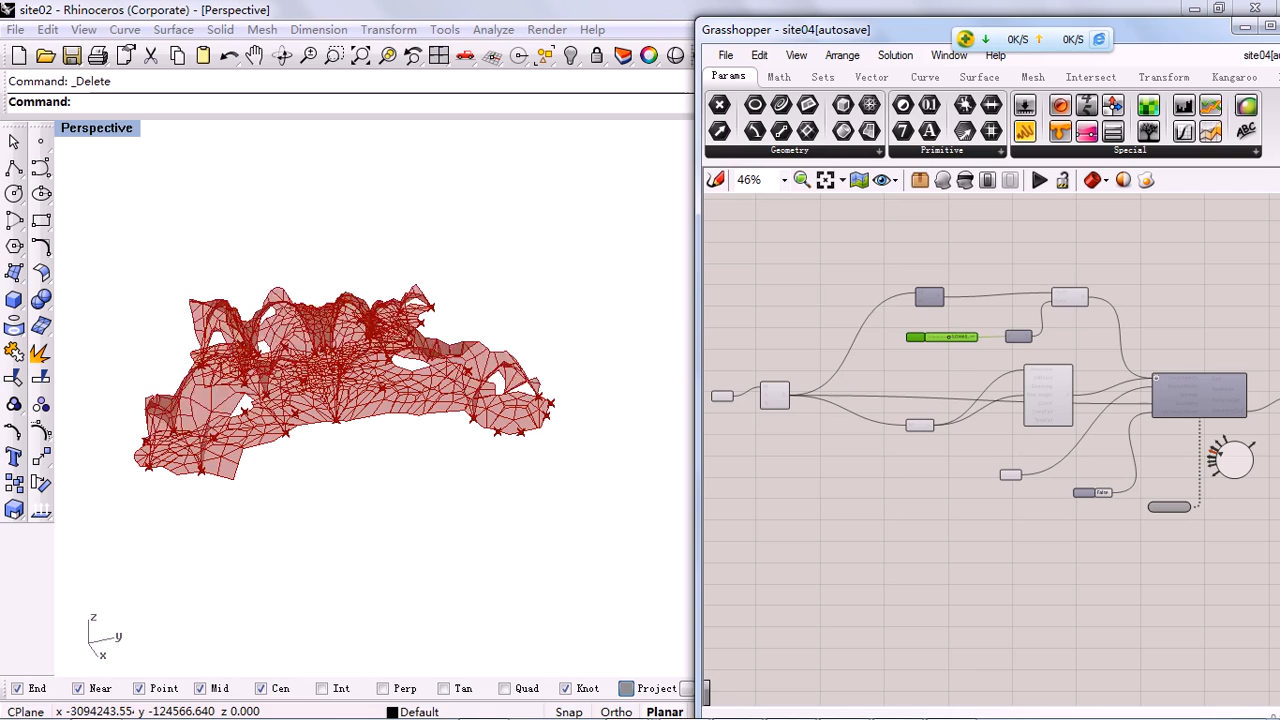 site02 - Rhinoceros (Corporate) - [Perspective]
File Edit View Curve Surface Solid Mesh Dimension Transform Tools Analyze Render Help
Command: _Delete
Command:
Perspective
z
y
x
End Near Point Mid Cen Int Perp Tan Quad Knot Project
CPlane x -3094243.554 y -124566.640 z 0.000 Default Snap Ortho Planar
Grasshopper - site04[autosave]
0K/S 0K/S
File Edit View Arrange Solution Window Help site04[a
Params Math Sets Vector Curve Surface Mesh Intersect Transform Kangaroo
Geometry Primitive Special
46%
False